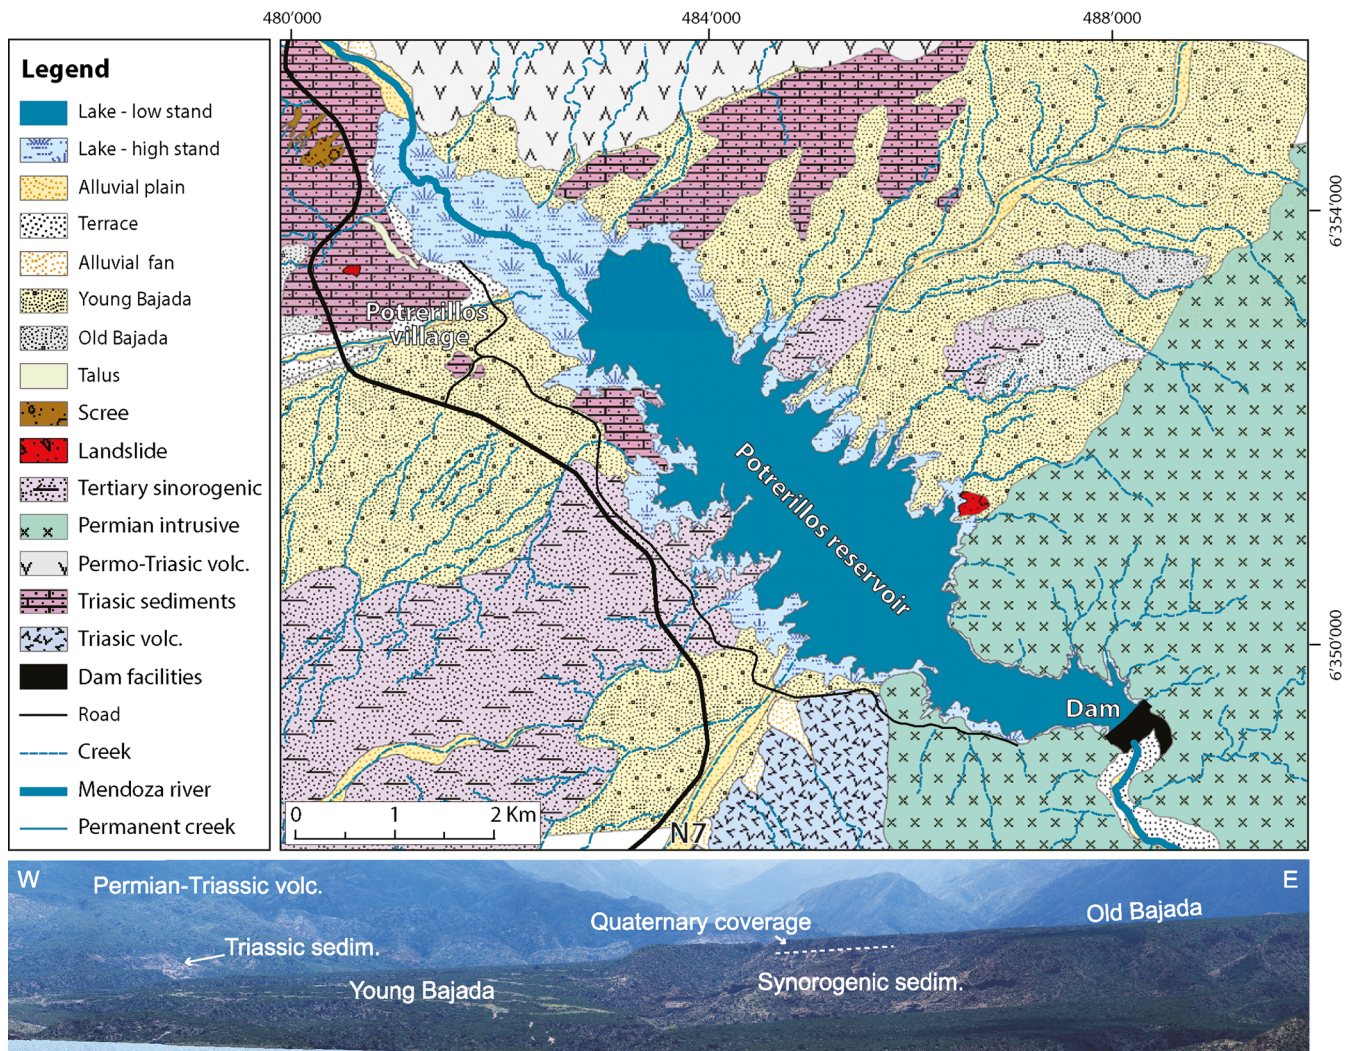 480'000
484'000
488'000
Legend
Lake - low stand
Lake - high stand
Alluvial plain
Terrace
Alluvial fan
Young Bajada
Old Bajada
Talus
Scree
Landslide
Tertiary sinorogenic
Permian intrusive
Permo-Triasic volc.
Triasic sediments
Triasic volc.
Dam facilities
Road
Creek
Mendoza river
Permanent creek
6'354'000
6'350'000
Potrerillos
village
Potrerillos reservoir
Dam
N7
0 1 2 Km
W
E
Permian-Triassic volc.
Triassic sedim.
Young Bajada
Quaternary coverage
Old Bajada
Synorogenic sedim.